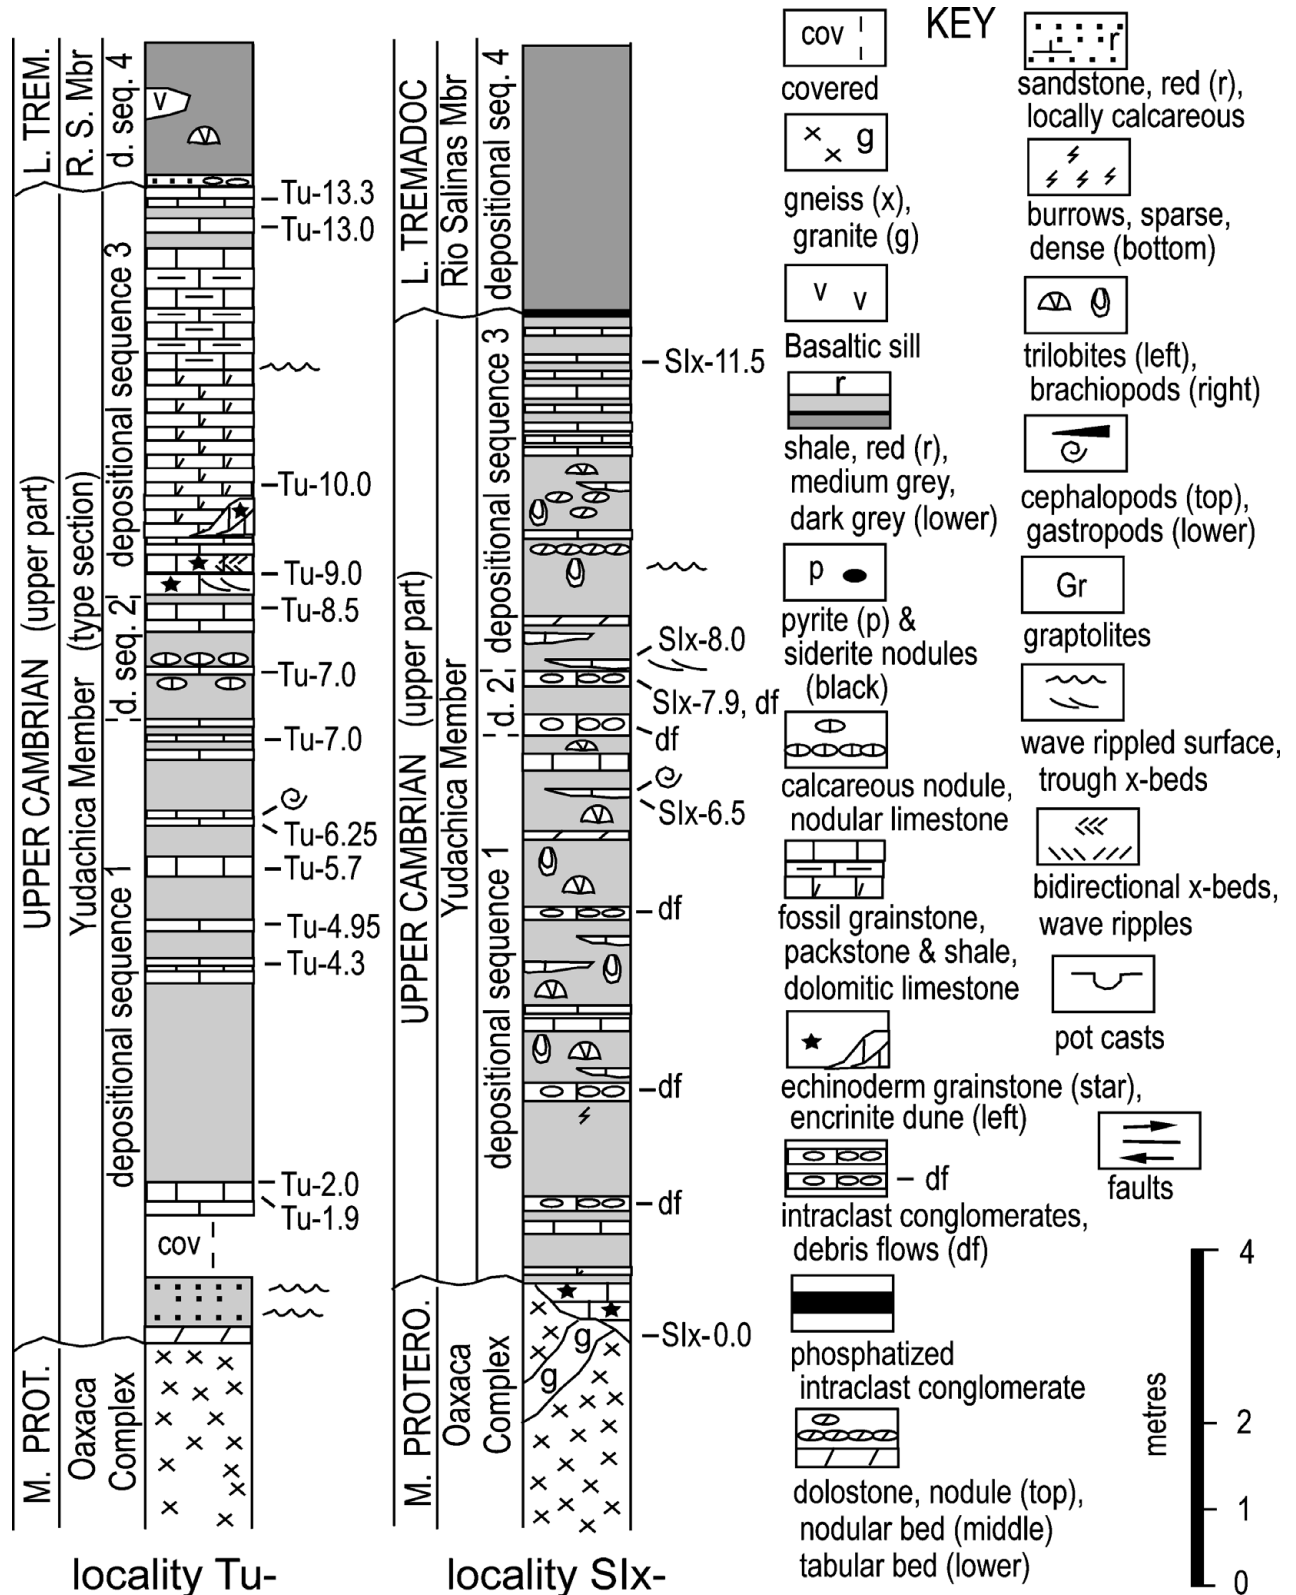 L. TREM.
R. S. Mbr
d. seq. 4
UPPER CAMBRIAN (upper part)
Yudachica Member (type section)
depositional sequence 3
d. seq. 2
depositional sequence 1
M. PROT.
Oaxaca
Complex
v
Tu-13.3
Tu-13.0
Tu-10.0
Tu-9.0
Tu-8.5
Tu-7.0
Tu-7.0
Tu-6.25
Tu-5.7
Tu-4.95
Tu-4.3
Tu-2.0
Tu-1.9
cov
locality Tu-
L. TREMADOC
Rio Salinas Mbr
depositional seq. 4
UPPER CAMBRIAN (upper part)
Yudachica Member
depositional sequence 3
d. 2
depositional sequence 1
M. PROTERO.
Oaxaca
Complex
SIx-11.5
SIx-8.0
SIx-7.9, df
df
SIx-6.5
df
df
df
SIx-0.0
g
g
locality SIx-
KEY
cov
covered
g
gneiss (x),
granite (g)
v v
Basaltic sill
r
shale, red (r),
medium grey,
dark grey (lower)
p
pyrite (p) &
siderite nodules
(black)
calcareous nodule,
nodular limestone
fossil grainstone,
packstone & shale,
dolomitic limestone
echinoderm grainstone (star),
encrinite dune (left)
df
intraclast conglomerates,
debris flows (df)
phosphatized
intraclast conglomerate
dolostone, nodule (top),
nodular bed (middle)
tabular bed (lower)
r
sandstone, red (r),
locally calcareous
burrows, sparse,
dense (bottom)
trilobites (left),
brachiopods (right)
cephalopods (top),
gastropods (lower)
Gr
graptolites
wave rippled surface,
trough x-beds
bidirectional x-beds,
wave ripples
pot casts
faults
metres
4
2
1
0